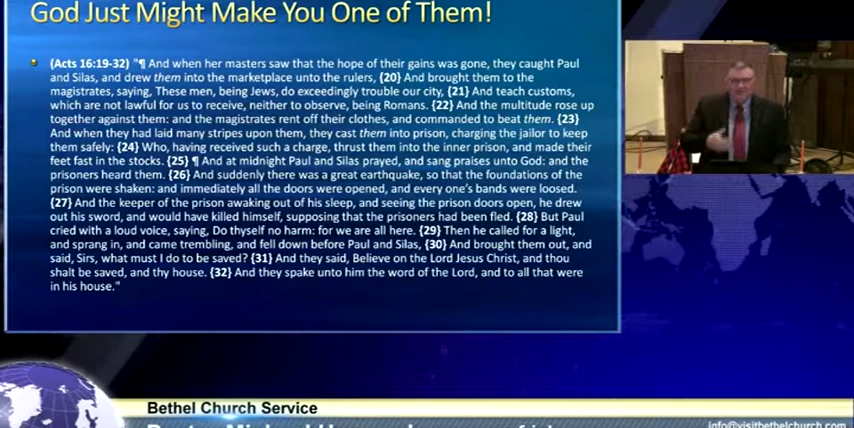 God Just Might Make You One of Them!
(Acts 16:19-32) "¶ And when her masters saw that the hope of their gains was gone, they caught Paul
and Silas, and drew them into the marketplace unto the rulers, {20} And brought them to the
magistrates, saying, These men, being Jews, do exceedingly trouble our city, {21} And teach customs,
which are not lawful for us to receive, neither to observe, being Romans. {22} And the multitude rose up
together against them: and the magistrates rent off their clothes, and commanded to beat them. {23}
And when they had laid many stripes upon them, they cast them into prison, charging the jailor to keep
them safely: {24} Who, having received such a charge, thrust them into the inner prison, and made their
feet fast in the stocks. {25} ¶ And at midnight Paul and Silas prayed, and sang praises unto God: and the
prisoners heard them. {26} And suddenly there was a great earthquake, so that the foundations of the
prison were shaken: and immediately all the doors were opened, and every one's bands were loosed.
{27} And the keeper of the prison awaking out of his sleep, and seeing the prison doors open, he drew
out his sword, and would have killed himself, supposing that the prisoners had been fled. {28} But Paul
cried with a loud voice, saying, Do thyself no harm: for we are all here. {29} Then he called for a light,
and sprang in, and came trembling, and fell down before Paul and Silas, {30} And brought them out, and
said, Sirs, what must I do to be saved? {31} And they said, Believe on the Lord Jesus Christ, and thou
shalt be saved, and thy house. {32} And they spake unto him the word of the Lord, and to all that were
in his house."
Bethel Church Service
info@visitbethelchurch.com